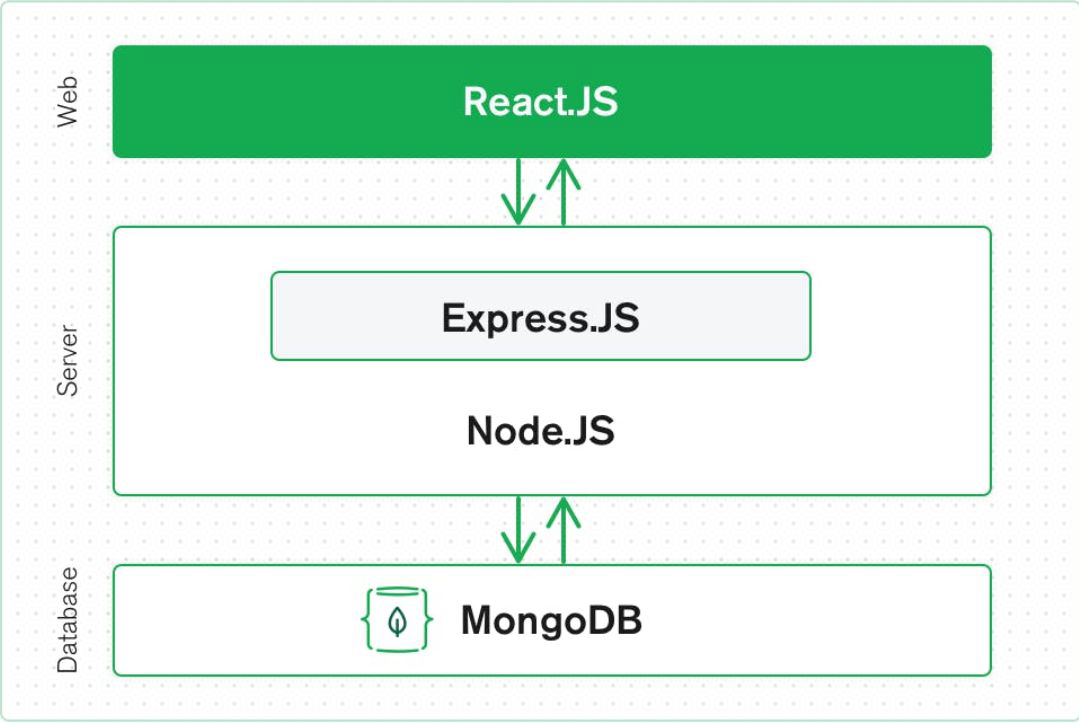 Web
React.JS
Server
Express.JS
Node.JS
Database
MongoDB